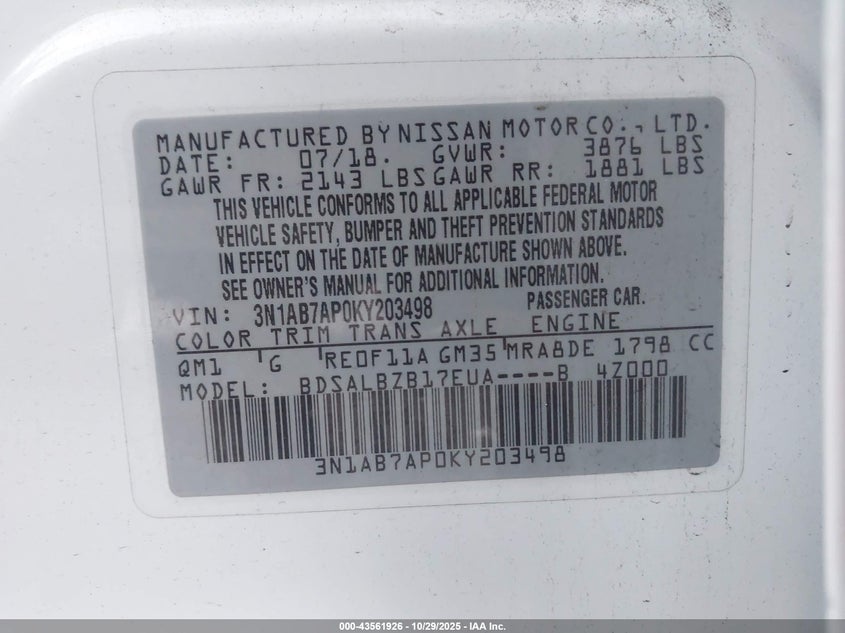 MANUFACTURED BY NISSAN MOTOR CO., LTD.
DATE: 07/18. GVWR: 3876 LBS
GAWR FR: 2143 LBS GAWR RR: 1881 LBS
THIS VEHICLE CONFORMS TO ALL APPLICABLE FEDERAL MOTOR
VEHICLE SAFETY, BUMPER AND THEFT PREVENTION STANDARDS
IN EFFECT ON THE DATE OF MANUFACTURE SHOWN ABOVE.
SEE OWNER'S MANUAL FOR ADDITIONAL INFORMATION.
VIN: 3N1AB7AP0KY203498 PASSENGER CAR.
COLOR TRIM TRANS AXLE ENGINE
QM1 G RE0F11A GM35 MRA8DE 1798 CC
MODEL: BDSALBZB17EUA----B 4Z000
3N1AB7AP0KY203498
000-43561926 - 10/29/2025 - IAA Inc.